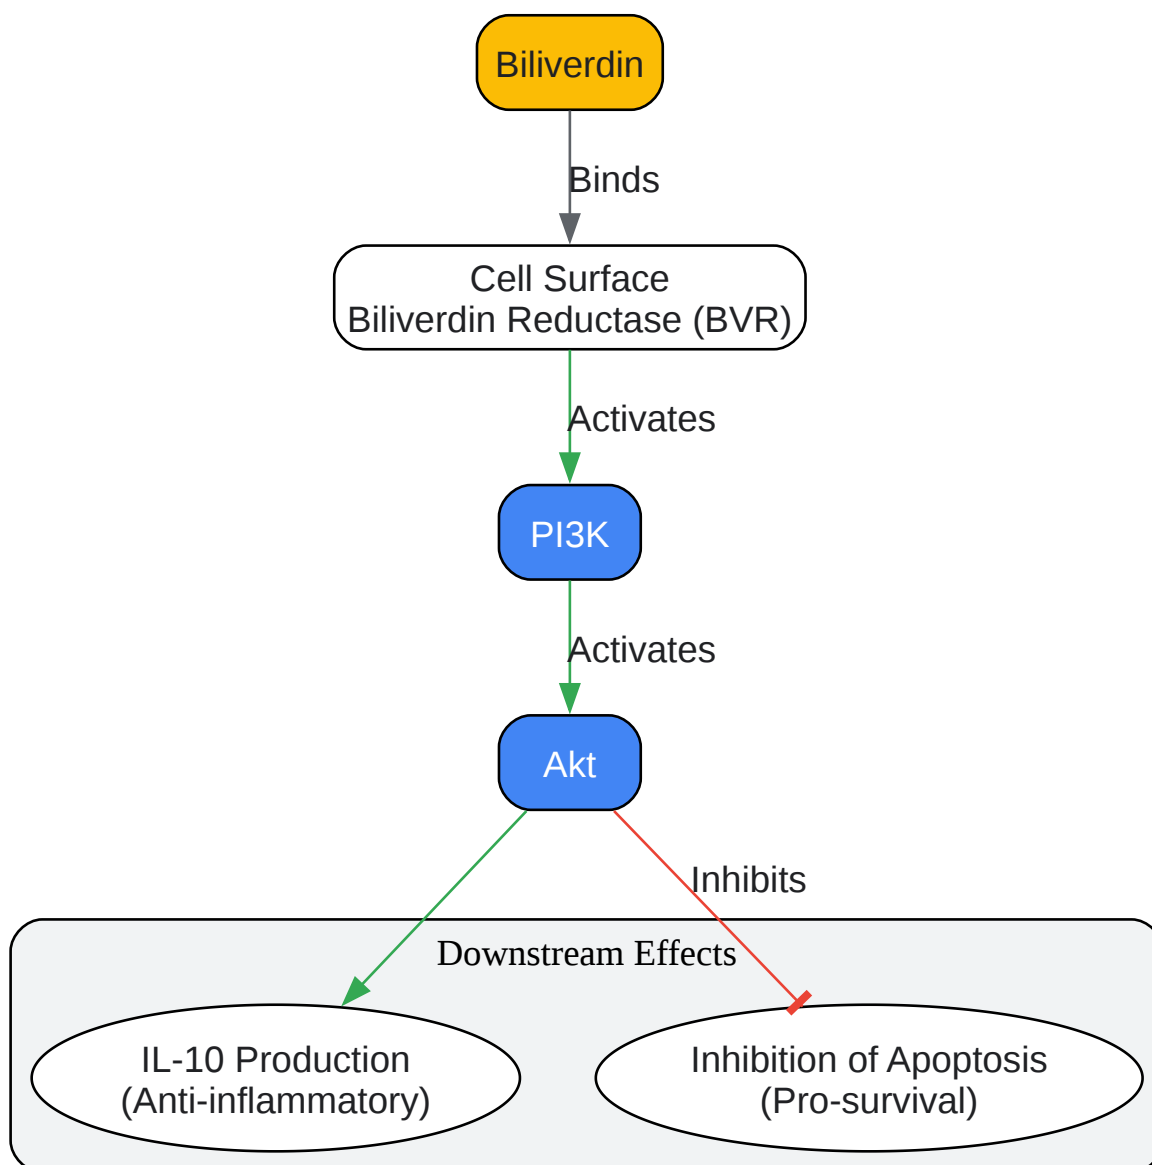 Biliverdin
Binds
Cell Surface
Biliverdin Reductase (BVR)
Activates
PI3K
Activates
Akt
Inhibits
Downstream Effects
IL-10 Production
(Anti-inflammatory)
Inhibition of Apoptosis
(Pro-survival)